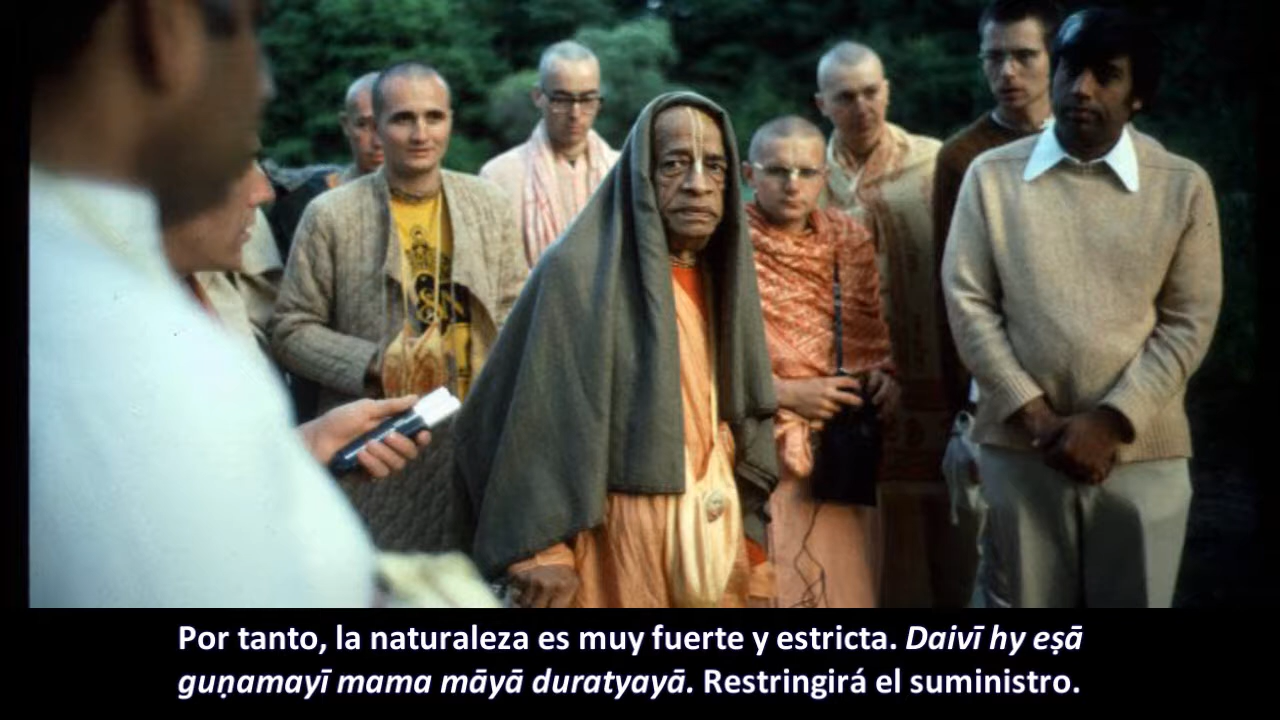 Por tanto, la naturaleza es muy fuerte y estricta. Daivī hy eṣā
guṇamayī mama māyā duratyayā. Restringirá el suministro.